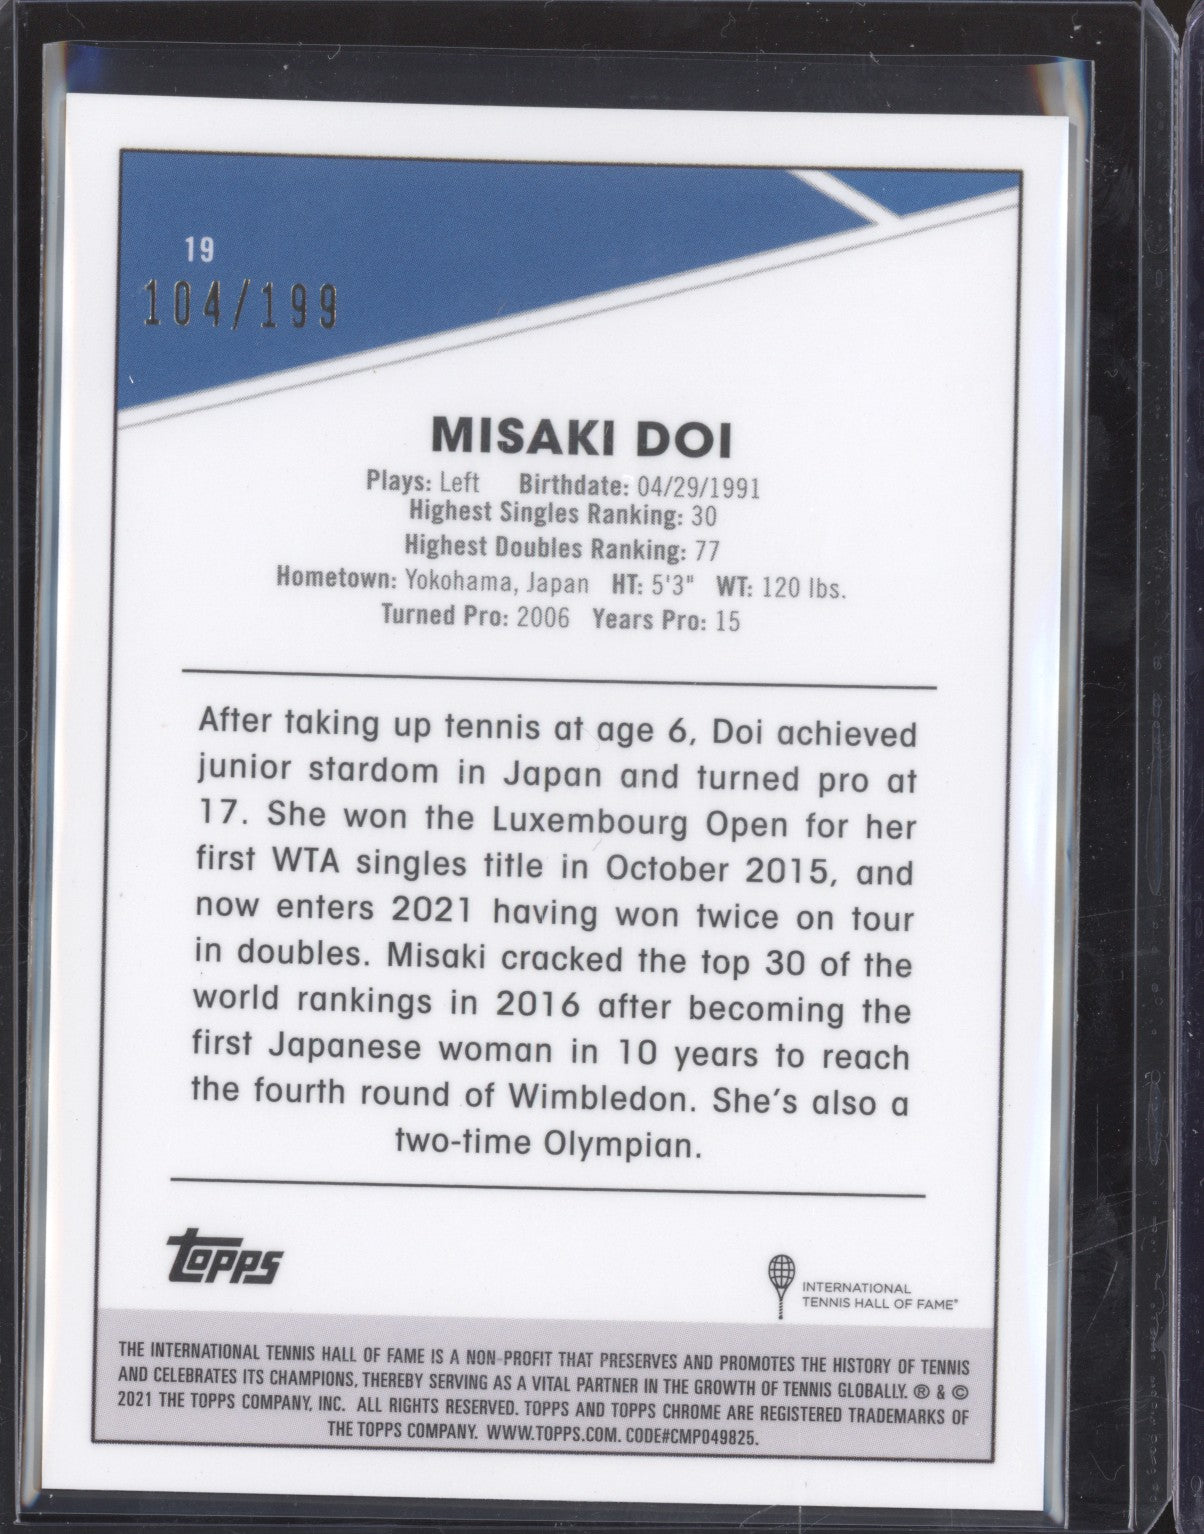 19
104/199
MISAKI DOI
Plays: Left Birthdate: 04/29/1991
Highest Singles Ranking: 30
Highest Doubles Ranking: 77
Hometown: Yokohama, Japan HT: 5'3" WT: 120 lbs.
Turned Pro: 2006 Years Pro: 15
After taking up tennis at age 6, Doi achieved
junior stardom in Japan and turned pro at
17. She won the Luxembourg Open for her
first WTA singles title in October 2015, and
now enters 2021 having won twice on tour
in doubles. Misaki cracked the top 30 of the
world rankings in 2016 after becoming the
first Japanese woman in 10 years to reach
the fourth round of Wimbledon. She's also a
two-time Olympian.
topps
INTERNATIONAL
TENNIS HALL OF FAME®
THE INTERNATIONAL TENNIS HALL OF FAME IS A NON-PROFIT THAT PRESERVES AND PROMOTES THE HISTORY OF TENNIS
AND CELEBRATES ITS CHAMPIONS, THEREBY SERVING AS A VITAL PARTNER IN THE GROWTH OF TENNIS GLOBALLY. ® & ©
2021 THE TOPPS COMPANY, INC. ALL RIGHTS RESERVED. TOPPS AND TOPPS CHROME ARE REGISTERED TRADEMARKS OF
THE TOPPS COMPANY. WWW.TOPPS.COM. CODE#CMP049825.